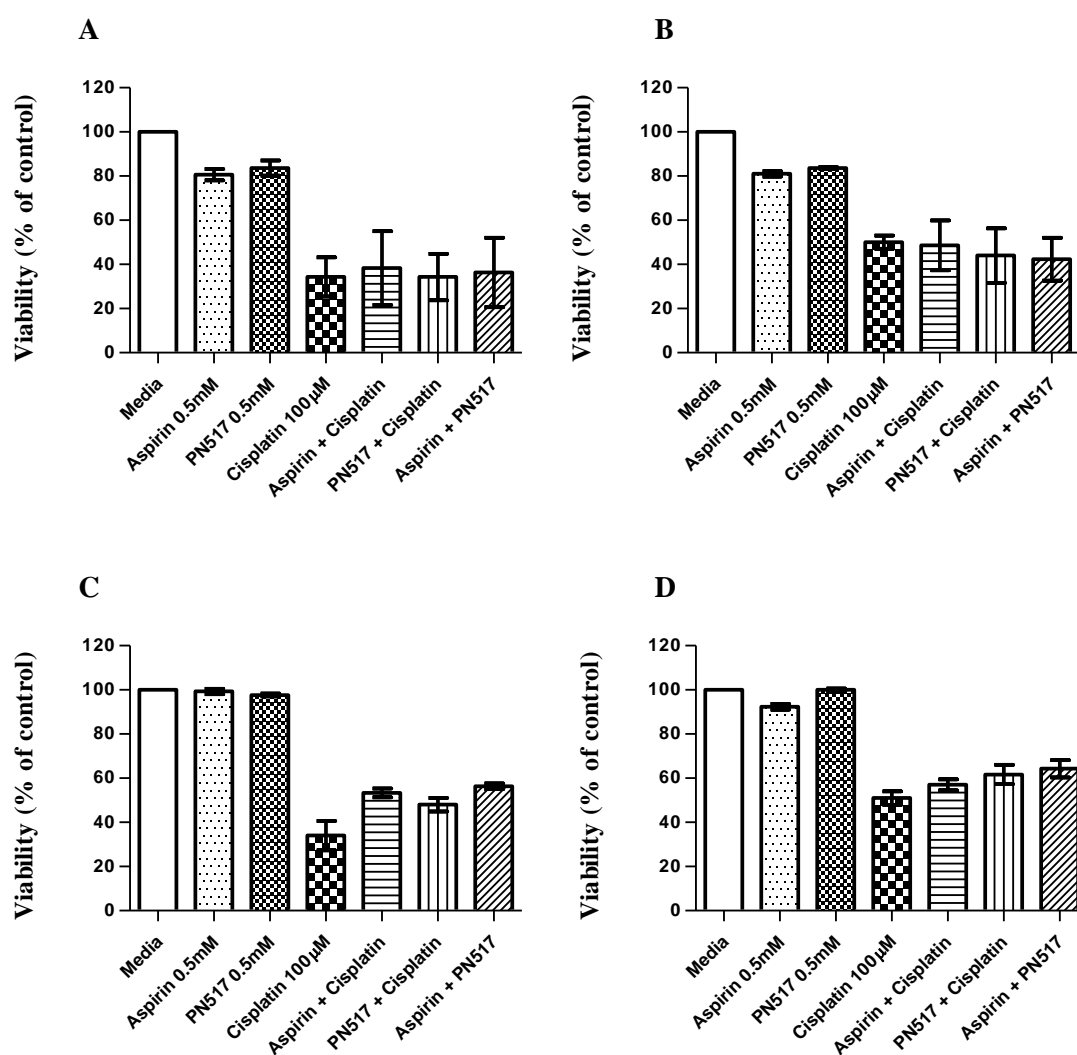 A
Viability (% of control)
120
100
80
60
40
20
0
Media
Aspirin 0.5mM
PN517 0.5mM
Cisplatin 100µM
Aspirin + Cisplatin
PN517 + Cisplatin
Aspirin + PN517
B
Viability (% of control)
120
100
80
60
40
20
0
Media
Aspirin 0.5mM
PN517 0.5mM
Cisplatin 100µM
Aspirin + Cisplatin
PN517 + Cisplatin
Aspirin + PN517
C
Viability (% of control)
120
100
80
60
40
20
0
Media
Aspirin 0.5mM
PN517 0.5mM
Cisplatin 100µM
Aspirin + Cisplatin
PN517 + Cisplatin
Aspirin + PN517
D
Viability (% of control)
120
100
80
60
40
20
0
Media
Aspirin 0.5mM
PN517 0.5mM
Cisplatin 100µM
Aspirin + Cisplatin
PN517 + Cisplatin
Aspirin + PN517